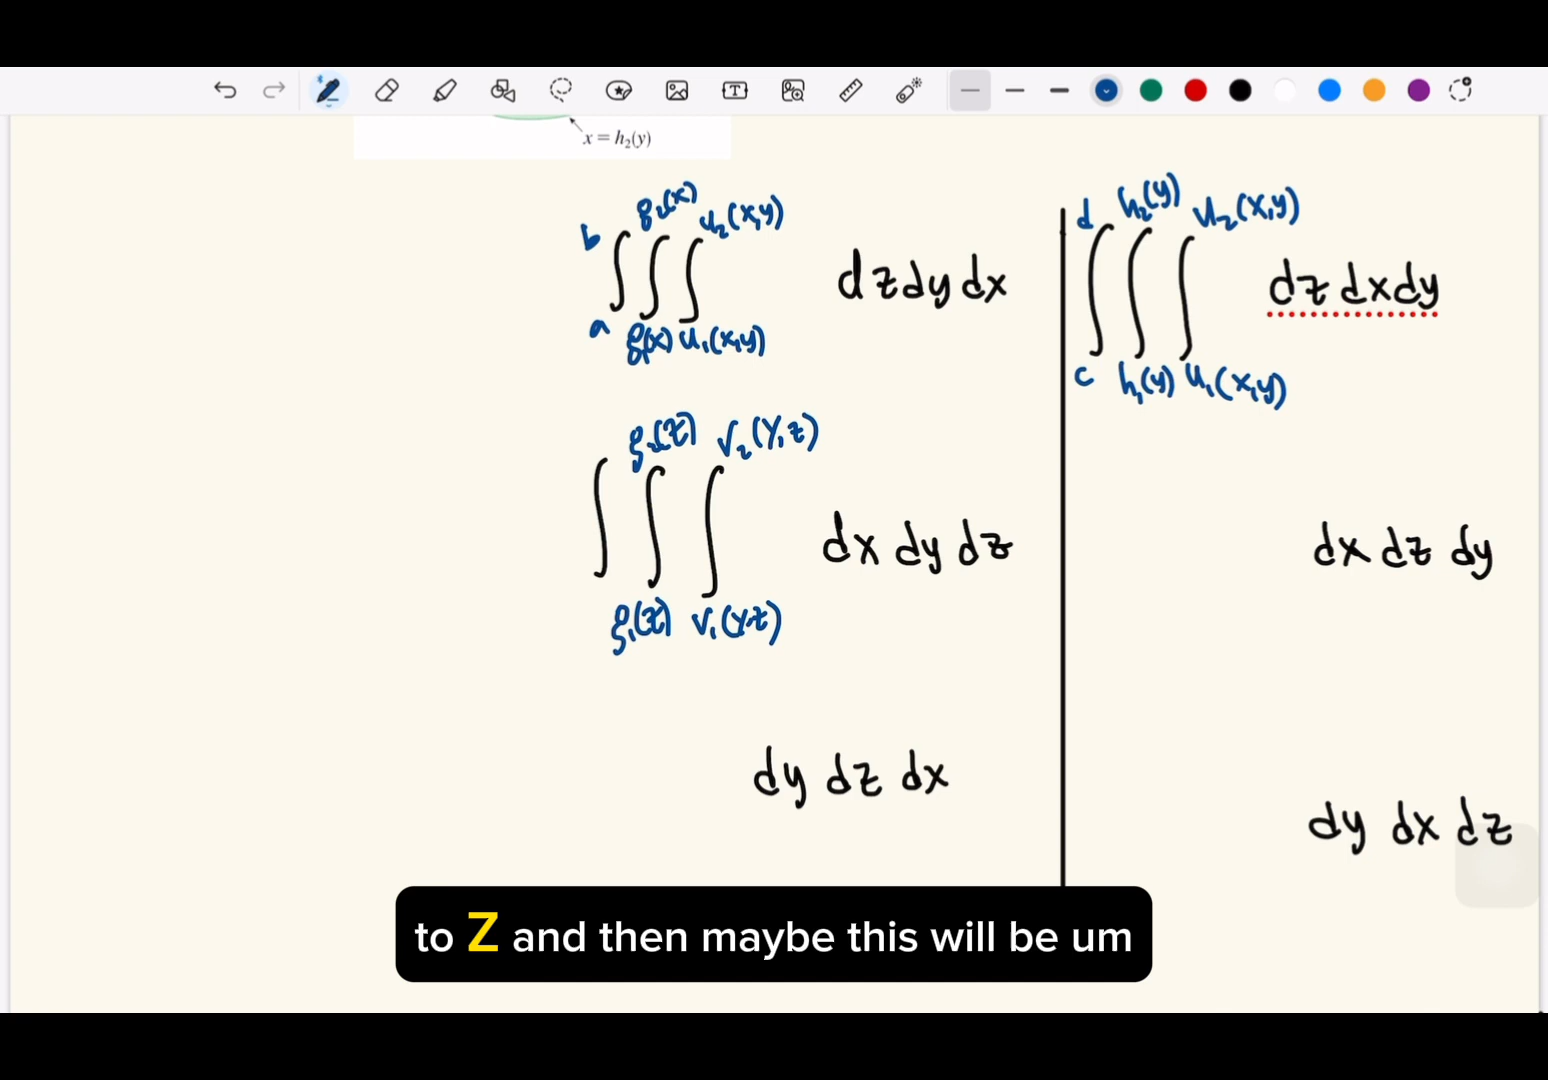 x = h₂(y)
b g₂(x) u₂(x,y)
∫ ∫ ∫ dz dy dx
a g₁(x) u₁(x,y)
d h₂(y) u₂(x,y)
∫ ∫ ∫ dz dx dy
c h₁(y) u₁(x,y)
g₂(z) v₂(y,z)
∫ ∫ ∫ dx dy dz
g₁(z) v₁(y,z)
dx dz dy
dy dz dx
dy dx dz
to Z and then maybe this will be um